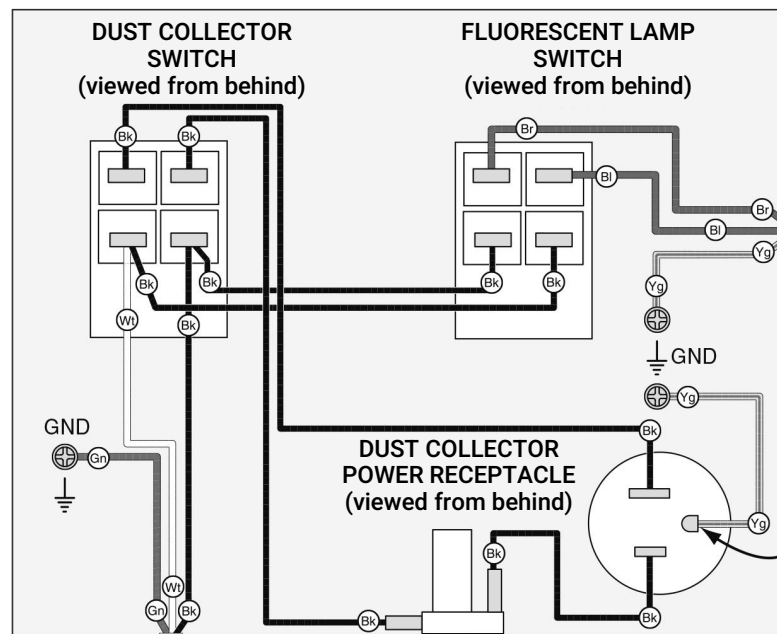 DUST COLLECTOR
SWITCH
(viewed from behind)
FLUORESCENT LAMP
SWITCH
(viewed from behind)
Bk
Bk
Br
Bl
Br
Bl
Yg
Bk
Bk
Bk
Bk
Yg
Wt
Bk
GND
Yg
GND
Gn
Bk
DUST COLLECTOR
POWER RECEPTACLE
(viewed from behind)
Yg
Bk
Wt
Gn
Bk
Bk
Bk